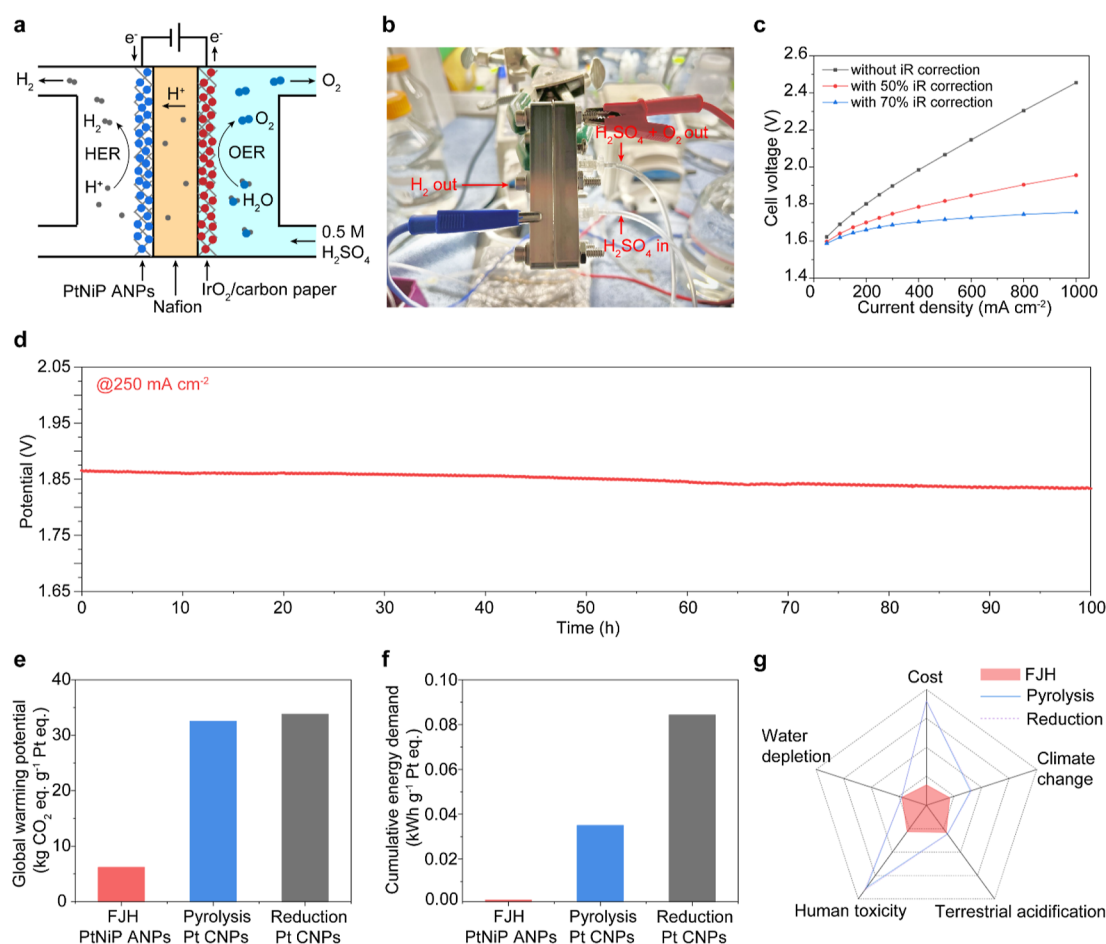 a
e⁻ e⁻
H₂ O₂
H⁺
H₂ O₂
HER OER
H⁺ H₂O
0.5 M
H₂SO₄
PtNiP ANPs IrO₂/carbon paper
Nafion
b
H₂SO₄ + O₂ out
H₂ out
H₂SO₄ in
c
2.6
2.4
2.2
2.0
1.8
1.6
1.4
Cell voltage (V)
without iR correction
with 50% iR correction
with 70% iR correction
0 200 400 600 800 1000
Current density (mA cm⁻²)
d
@250 mA cm⁻²
2.05
1.95
1.85
1.75
1.65
Potential (V)
0 10 20 30 40 50 60 70 80 90 100
Time (h)
e
Global warming potential
(kg CO₂ eq. g⁻¹ Pt eq.)
40
30
20
10
0
FJH Pyrolysis Reduction
PtNiP ANPs Pt CNPs Pt CNPs
f
Cumulative energy demand
(kWh g⁻¹ Pt eq.)
0.10
0.08
0.06
0.04
0.02
0.00
FJH Pyrolysis Reduction
PtNiP ANPs Pt CNPs Pt CNPs
g
FJH
Pyrolysis
Reduction
Cost
Water
depletion
Climate
change
Human toxicity Terrestrial acidification